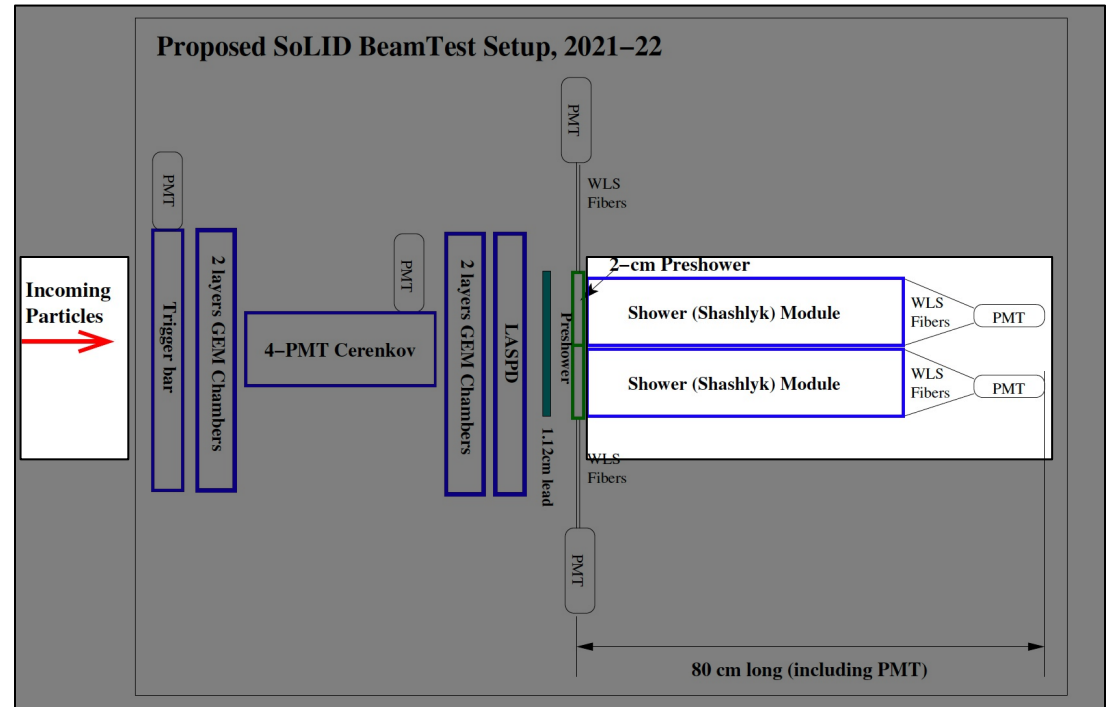 Proposed SoLID BeamTest Setup, 2021–22
PMT
WLS
Fibers
PMT
PMT
2–cm Preshower
Incoming
Particles
Trigger bar
2 layers GEM Chambers
4–PMT Cerenkov
2 layers GEM Chambers
LASPD
Preshower
Shower (Shashlyk) Module
WLS
Fibers
PMT
Shower (Shashlyk) Module
WLS
Fibers
PMT
1.12cm lead
WLS
Fibers
PMT
80 cm long (including PMT)